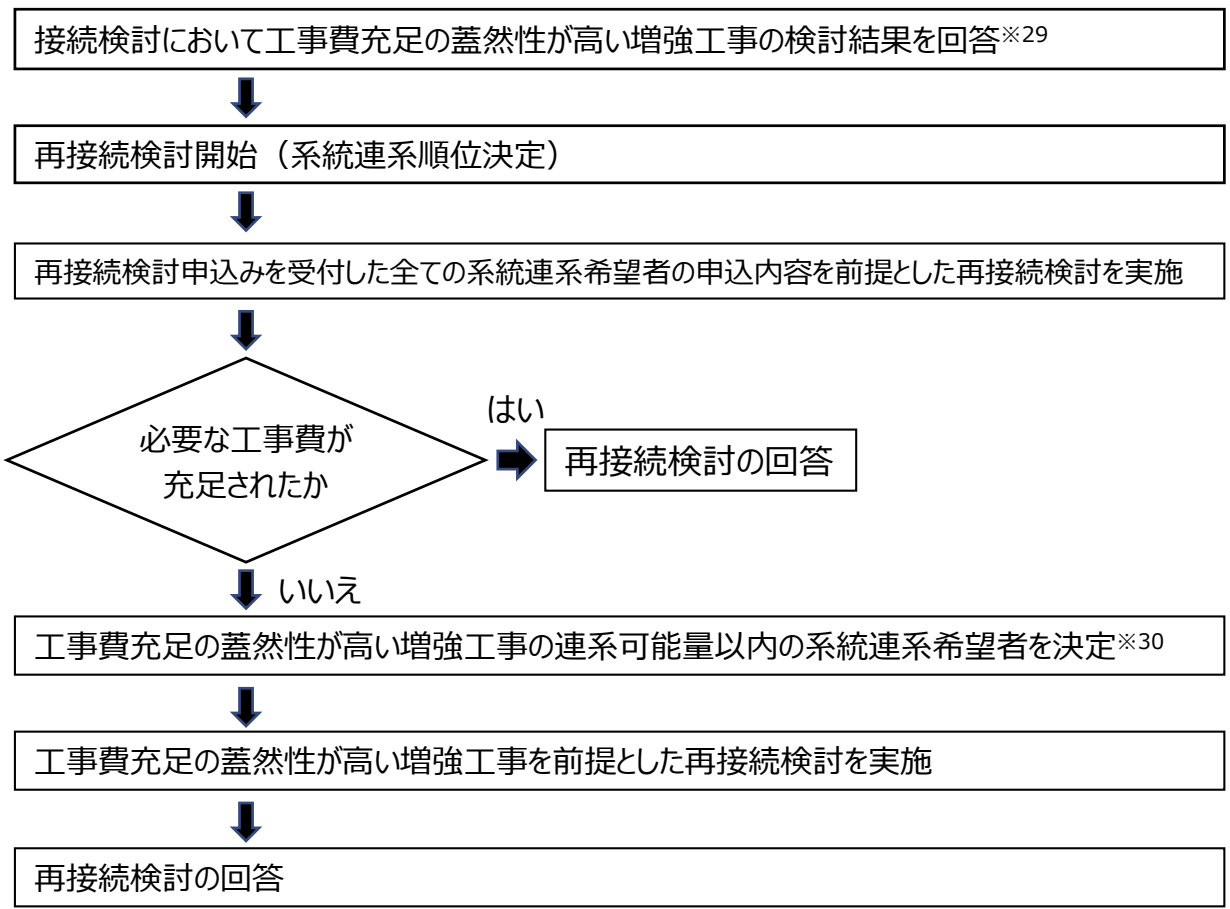 接続検討において工事費充足の蓋然性が高い増強工事の検討結果を回答※29
再接続検討開始（系統連系順位決定）
再接続検討申込みを受付した全ての系統連系希望者の申込内容を前提とした再接続検討を実施
必要な工事費が
充足されたか
はい
再接続検討の回答
いいえ
工事費充足の蓋然性が高い増強工事の連系可能量以内の系統連系希望者を決定※30
工事費充足の蓋然性が高い増強工事を前提とした再接続検討を実施
再接続検討の回答